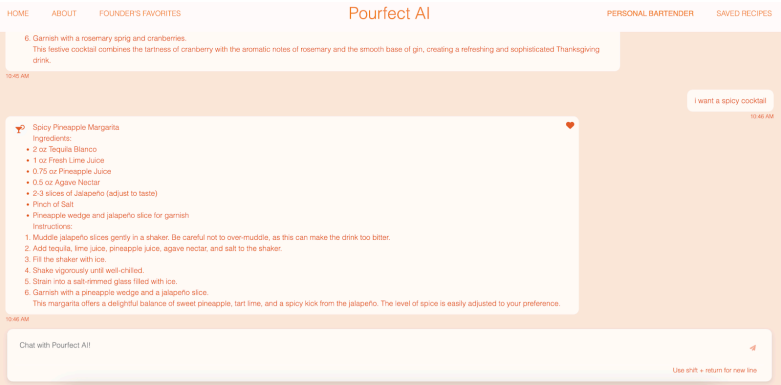 HOME
ABOUT
FOUNDER'S FAVORITES
Pourfect AI
PERSONAL BARTENDER
SAVED RECIPES
6. Garnish with a rosemary sprig and cranberries.
This festive cocktail combines the tartness of cranberry with the aromatic notes of rosemary and the smooth base of gin, creating a refreshing and sophisticated Thanksgiving
drink.
10:45 AM
i want a spicy cocktail
10:46 AM
Spicy Pineapple Margarita
Ingredients:
• 2 oz Tequila Blanco
• 1 oz Fresh Lime Juice
• 0.75 oz Pineapple Juice
• 0.5 oz Agave Nectar
• 2-3 slices of Jalapeño (adjust to taste)
• Pinch of Salt
• Pineapple wedge and jalapeño slice for garnish
Instructions:
1. Muddle jalapeño slices gently in a shaker. Be careful not to over-muddle, as this can make the drink too bitter.
2. Add tequila, lime juice, pineapple juice, agave nectar, and salt to the shaker.
3. Fill the shaker with ice.
4. Shake vigorously until well-chilled.
5. Strain into a salt-rimmed glass filled with ice.
6. Garnish with a pineapple wedge and a jalapeño slice.
This margarita offers a delightful balance of sweet pineapple, tart lime, and a spicy kick from the jalapeño. The level of spice is easily adjusted to your preference.
10:46 AM
Chat with Pourfect AI!
Use shift + return for new line